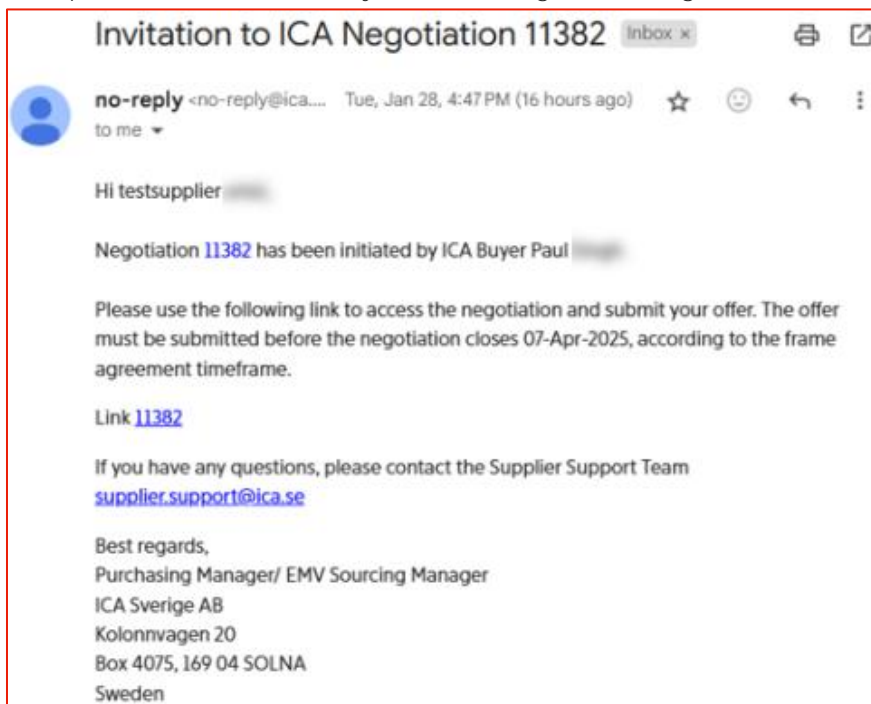 Invitation to ICA Negotiation 11382 Inbox ×
no-reply <no-reply@ica.... Tue, Jan 28, 4:47 PM (16 hours ago)
to me
Hi testsupplier
Negotiation 11382 has been initiated by ICA Buyer Paul
Please use the following link to access the negotiation and submit your offer. The offer
must be submitted before the negotiation closes 07-Apr-2025, according to the frame
agreement timeframe.
Link 11382
If you have any questions, please contact the Supplier Support Team
supplier.support@ica.se
Best regards,
Purchasing Manager/ EMV Sourcing Manager
ICA Sverige AB
Kolonnvagen 20
Box 4075, 169 04 SOLNA
Sweden